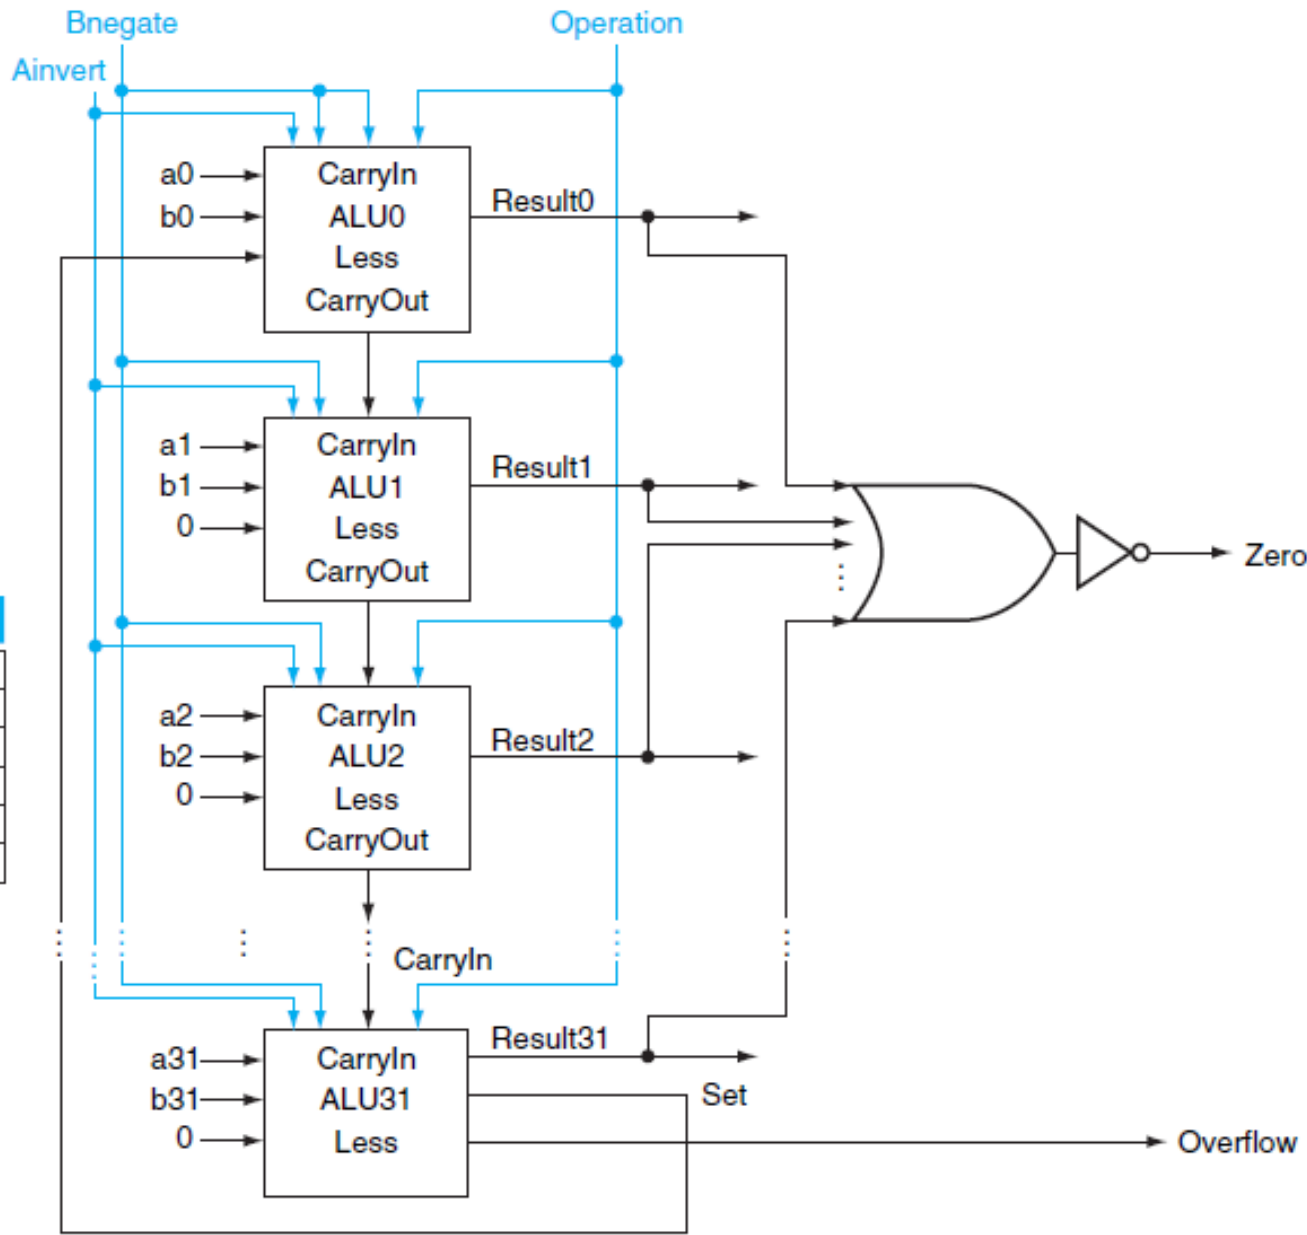 Bnegate
Operation
Ainvert
a0
CarryIn
Result0
b0
ALU0
Less
CarryOut
a1
CarryIn
Result1
b1
ALU1
0
Less
CarryOut
Zero
a2
CarryIn
Result2
b2
ALU2
0
Less
CarryOut
CarryIn
a31
CarryIn
Result31
b31
ALU31
Set
0
Less
Overflow